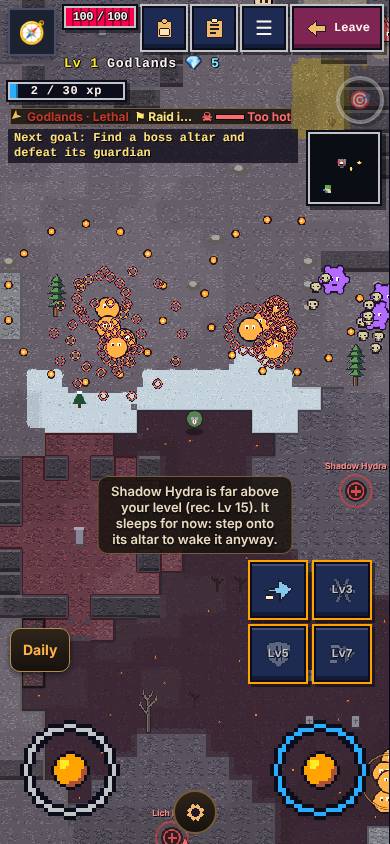 100 / 100
Leave
Lv 1 Godlands 💎 5
2 / 30 xp
Godlands · Lethal ⚑ Raid i… ☠ Too hot
Next goal: Find a boss altar and
defeat its guardian
Shadow Hydra
Shadow Hydra is far above
your level (rec. Lv 15). It
sleeps for now: step onto
its altar to wake it anyway.
Lv3
Lv5
Lv7
Daily
Lich